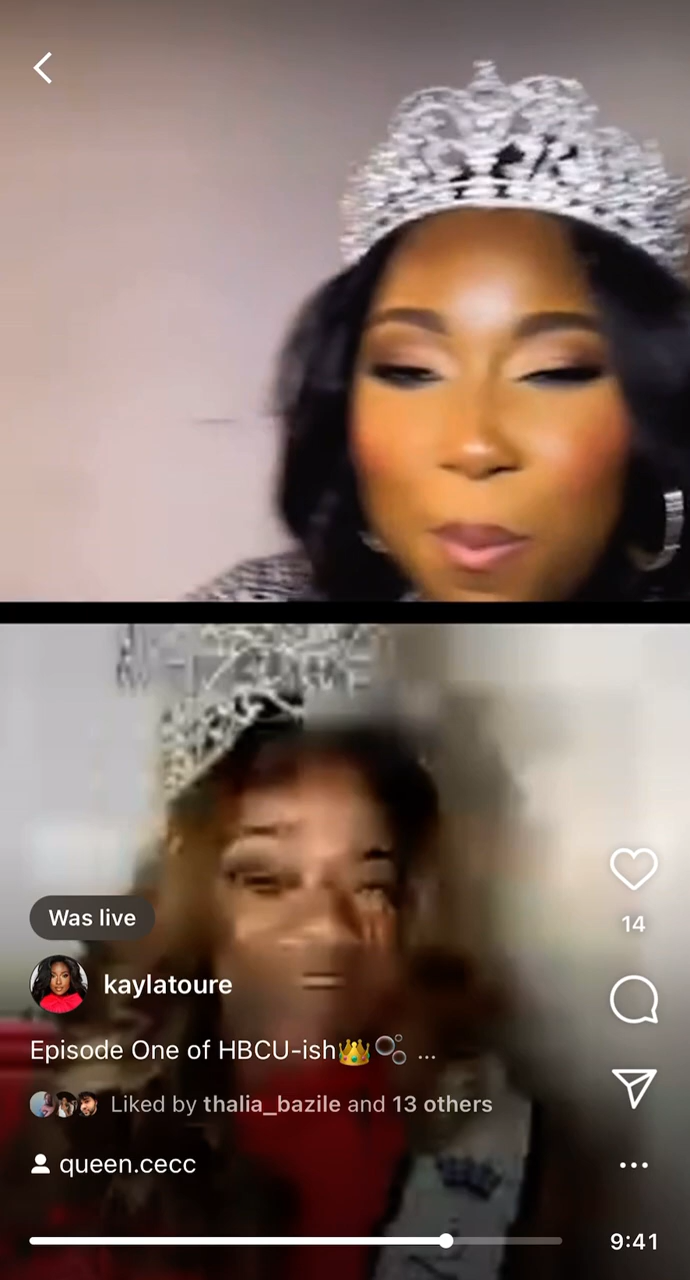 Was live
kaylatoure
Episode One of HBCU-ish👑🫧 ...
Liked by thalia_bazile and 13 others
queen.cecc
14
9:41